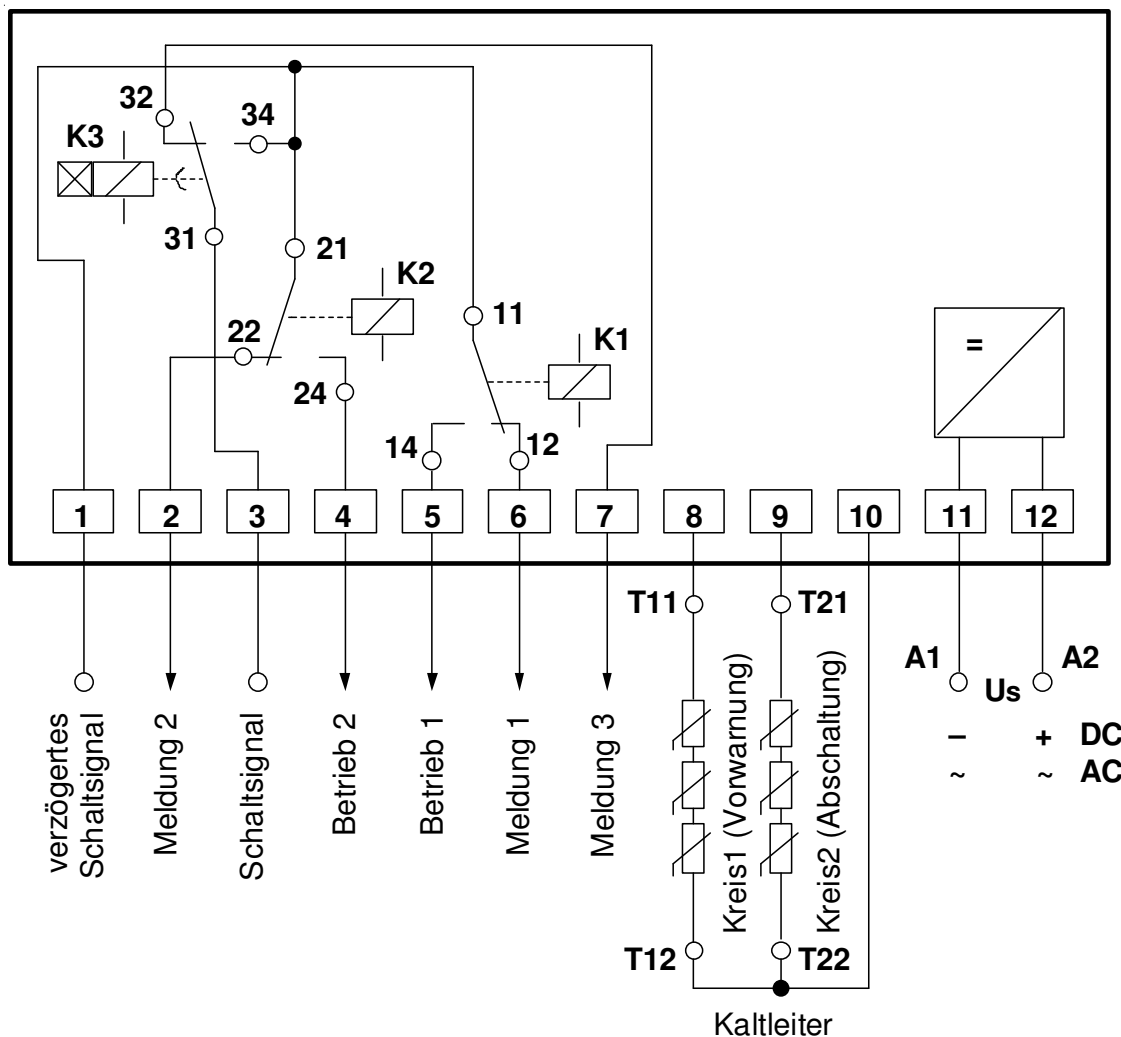 32
34
K3
31
21
K2
22
24
11
K1
14
12
=
1
2
3
4
5
6
7
8
9
10
11
12
T11
T21
A1
A2
Us
– + DC
~ ~ AC
verzögertes
Schaltsignal
Meldung 2
Schaltsignal
Betrieb 2
Betrieb 1
Meldung 1
Meldung 3
Kreis1 (Vorwarnung)
Kreis2 (Abschaltung)
T12
T22
Kaltleiter